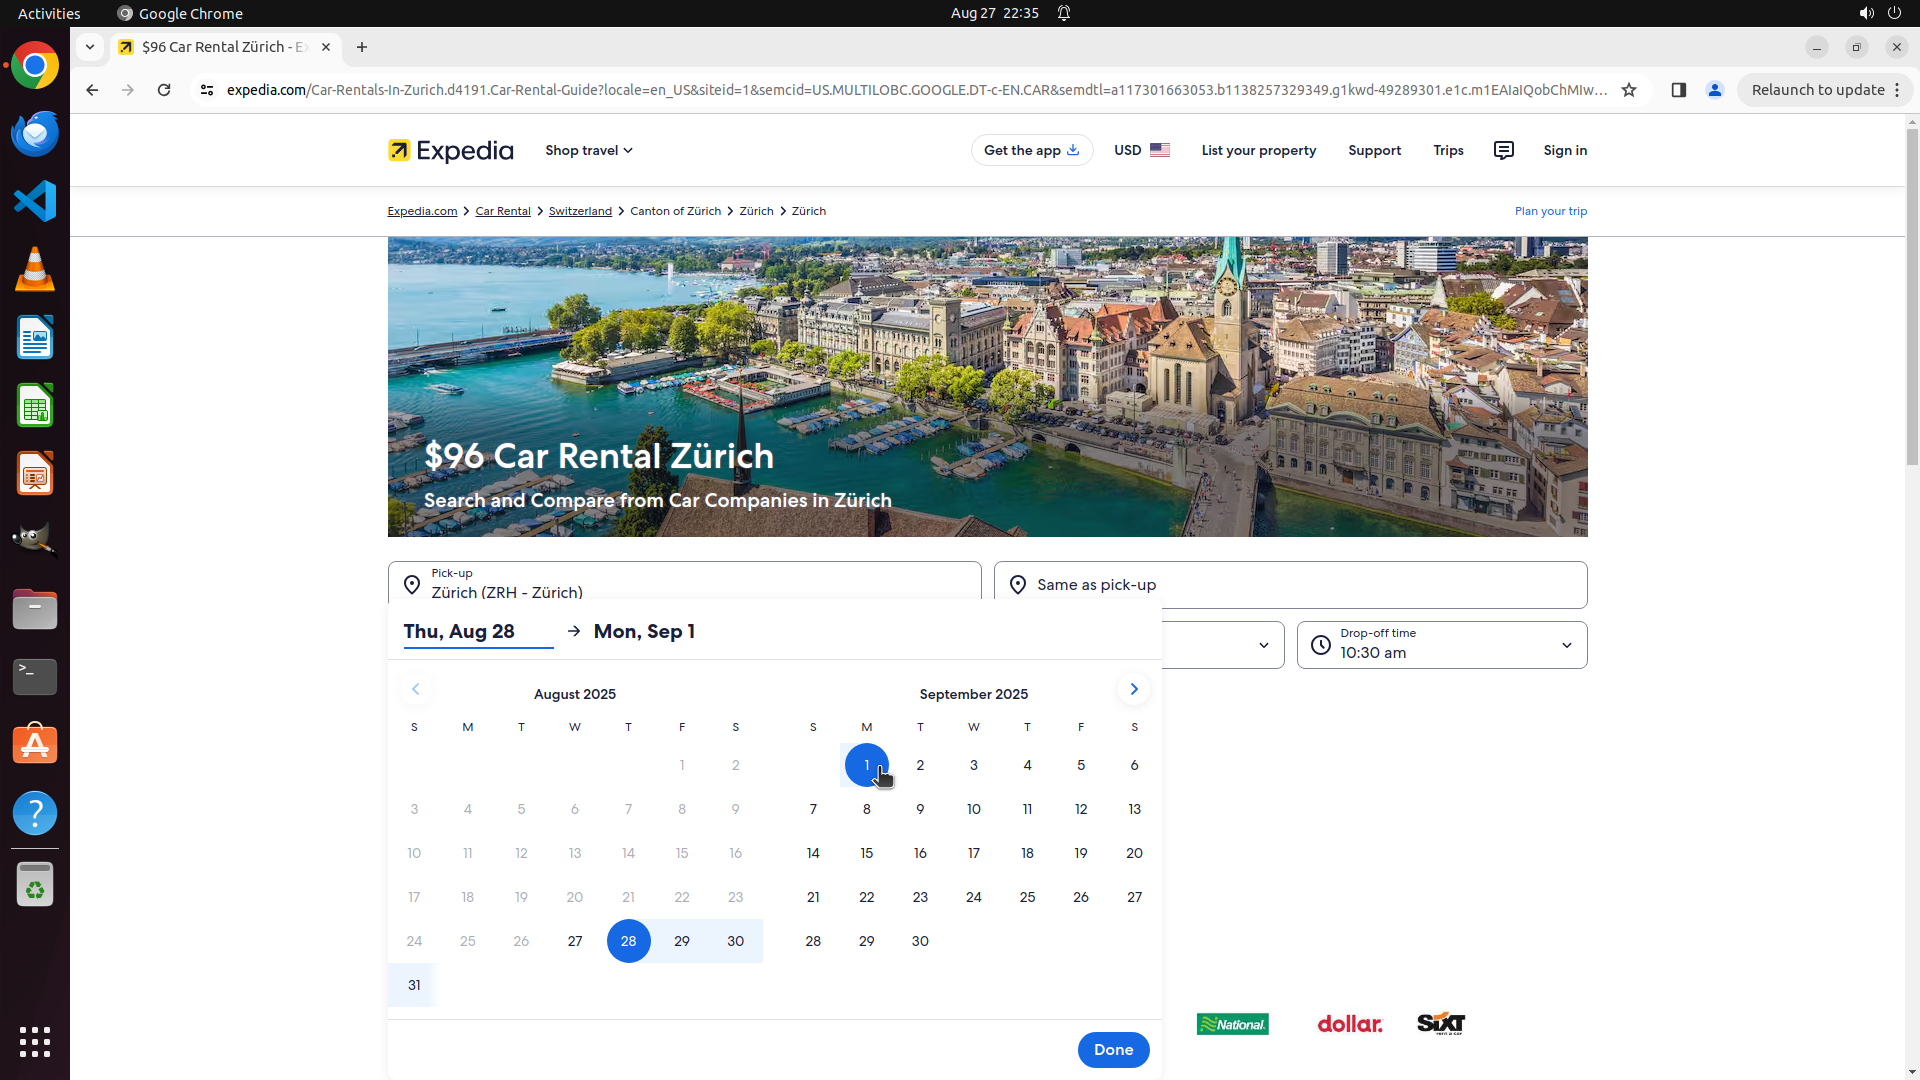 Activities
Google Chrome
Aug 27 22:35
$96 Car Rental Zürich - Ex
expedia.com/Car-Rentals-In-Zurich.d4191.Car-Rental-Guide?locale=en_US&siteid=1&semcid=US.MULTILOBC.GOOGLE.DT-c-EN.CAR&semdtl=a117301663053.b1138257329349.g1kwd-49289301.e1c.m1EAIaIQobChMIw...
Relaunch to update
Expedia
Shop travel
Get the app
USD
List your property
Support
Trips
Sign in
Expedia.com
Car Rental
Switzerland
Canton of Zürich
Zürich
Zürich
Plan your trip
$96 Car Rental Zürich
Search and Compare from Car Companies in Zürich
Pick-up
Zürich (ZRH - Zürich)
Same as pick-up
Thu, Aug 28
Mon, Sep 1
Drop-off time
10:30 am
August 2025
S M T W T F S
1 2
3 4 5 6 7 8 9
10 11 12 13 14 15 16
17 18 19 20 21 22 23
24 25 26 27 28 29 30
31
September 2025
S M T W T F S
1 2 3 4 5 6
7 8 9 10 11 12 13
14 15 16 17 18 19 20
21 22 23 24 25 26 27
28 29 30
National
dollar.
SIXT
rent a car
Done